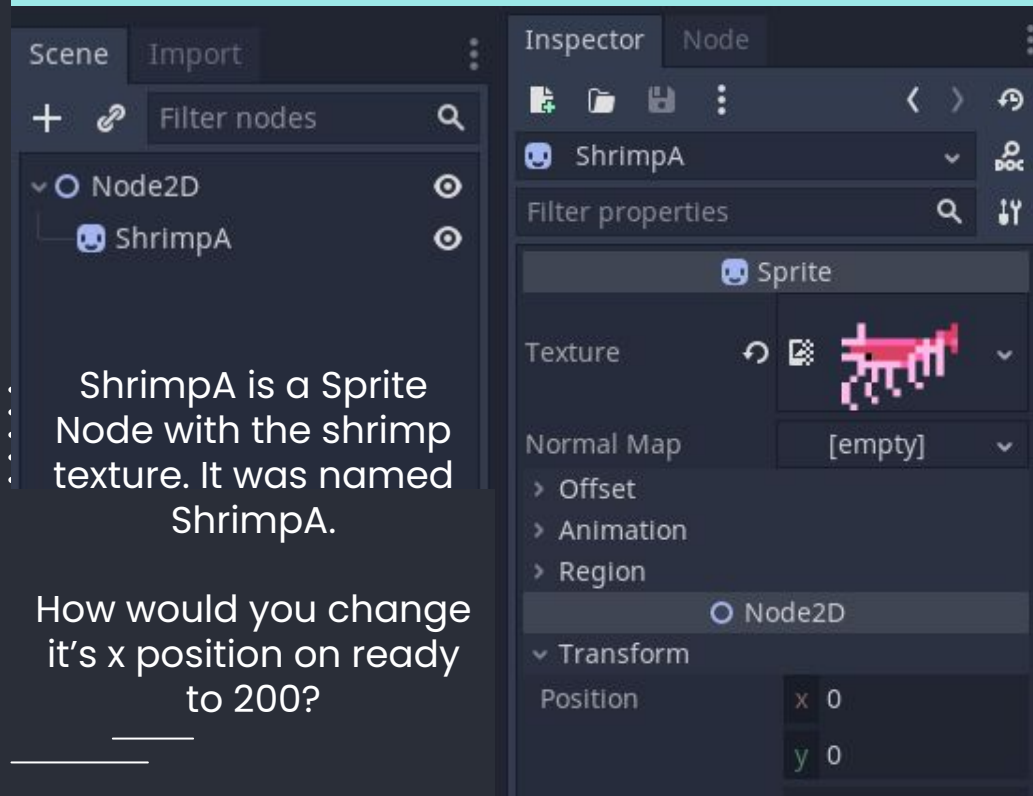 Scene Import
Filter nodes
Node2D
ShrimpA
ShrimpA is a Sprite
Node with the shrimp
texture. It was named
ShrimpA.
How would you change
it’s x position on ready
to 200?
Inspector Node
ShrimpA
DOC
Filter properties
Sprite
Texture
Normal Map [empty]
Offset
Animation
Region
Node2D
Transform
Position x 0
y 0